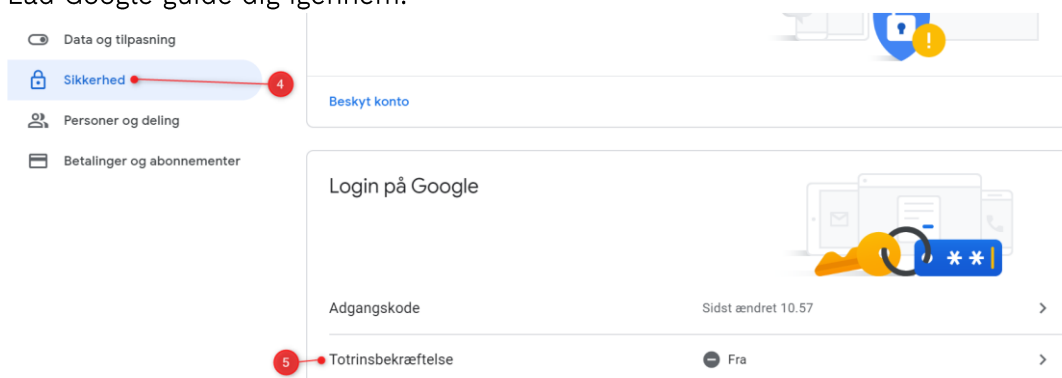 Lad Google guide dig igennem.
Data og tilpasning
Sikkerhed
4
Personer og deling
Betalinger og abonnementer
Beskyt konto
Login på Google
**
Adgangskode Sidst ændret 10.57
5
Totrinsbekræftelse Fra